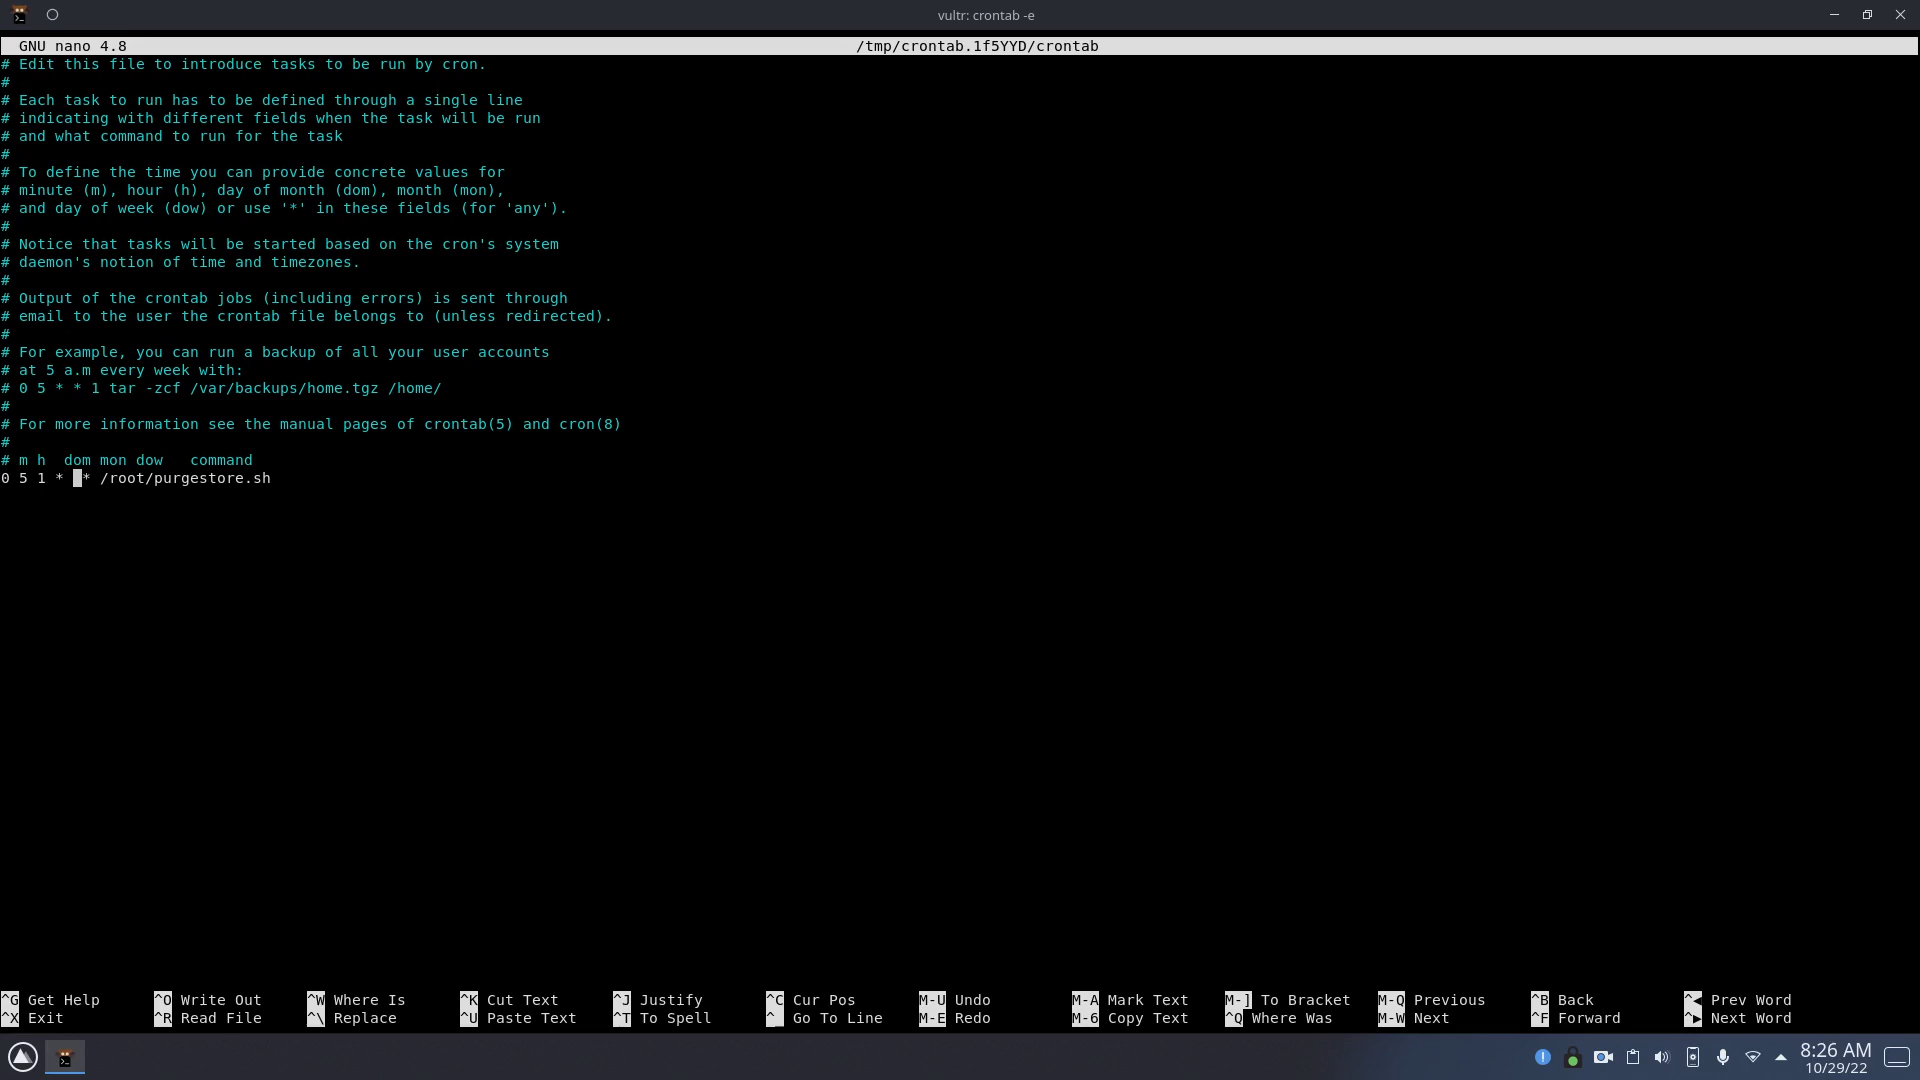 vultr: crontab -e
GNU nano 4.8 /tmp/crontab.1f5YYD/crontab
# Edit this file to introduce tasks to be run by cron.
#
# Each task to run has to be defined through a single line
# indicating with different fields when the task will be run
# and what command to run for the task
#
# To define the time you can provide concrete values for
# minute (m), hour (h), day of month (dom), month (mon),
# and day of week (dow) or use '*' in these fields (for 'any').
#
# Notice that tasks will be started based on the cron's system
# daemon's notion of time and timezones.
#
# Output of the crontab jobs (including errors) is sent through
# email to the user the crontab file belongs to (unless redirected).
#
# For example, you can run a backup of all your user accounts
# at 5 a.m every week with:
# 0 5 * * 1 tar -zcf /var/backups/home.tgz /home/
#
# For more information see the manual pages of crontab(5) and cron(8)
#
# m h  dom mon dow   command
0 5 1 *  * /root/purgestore.sh
^G Get Help ^O Write Out ^W Where Is ^K Cut Text ^J Justify ^C Cur Pos M-U Undo M-A Mark Text M-] To Bracket M-Q Previous ^B Back ^◀ Prev Word
^X Exit ^R Read File ^\ Replace ^U Paste Text ^T To Spell ^_ Go To Line M-E Redo M-6 Copy Text ^Q Where Was M-W Next ^F Forward ^▶ Next Word
8:26 AM
10/29/22